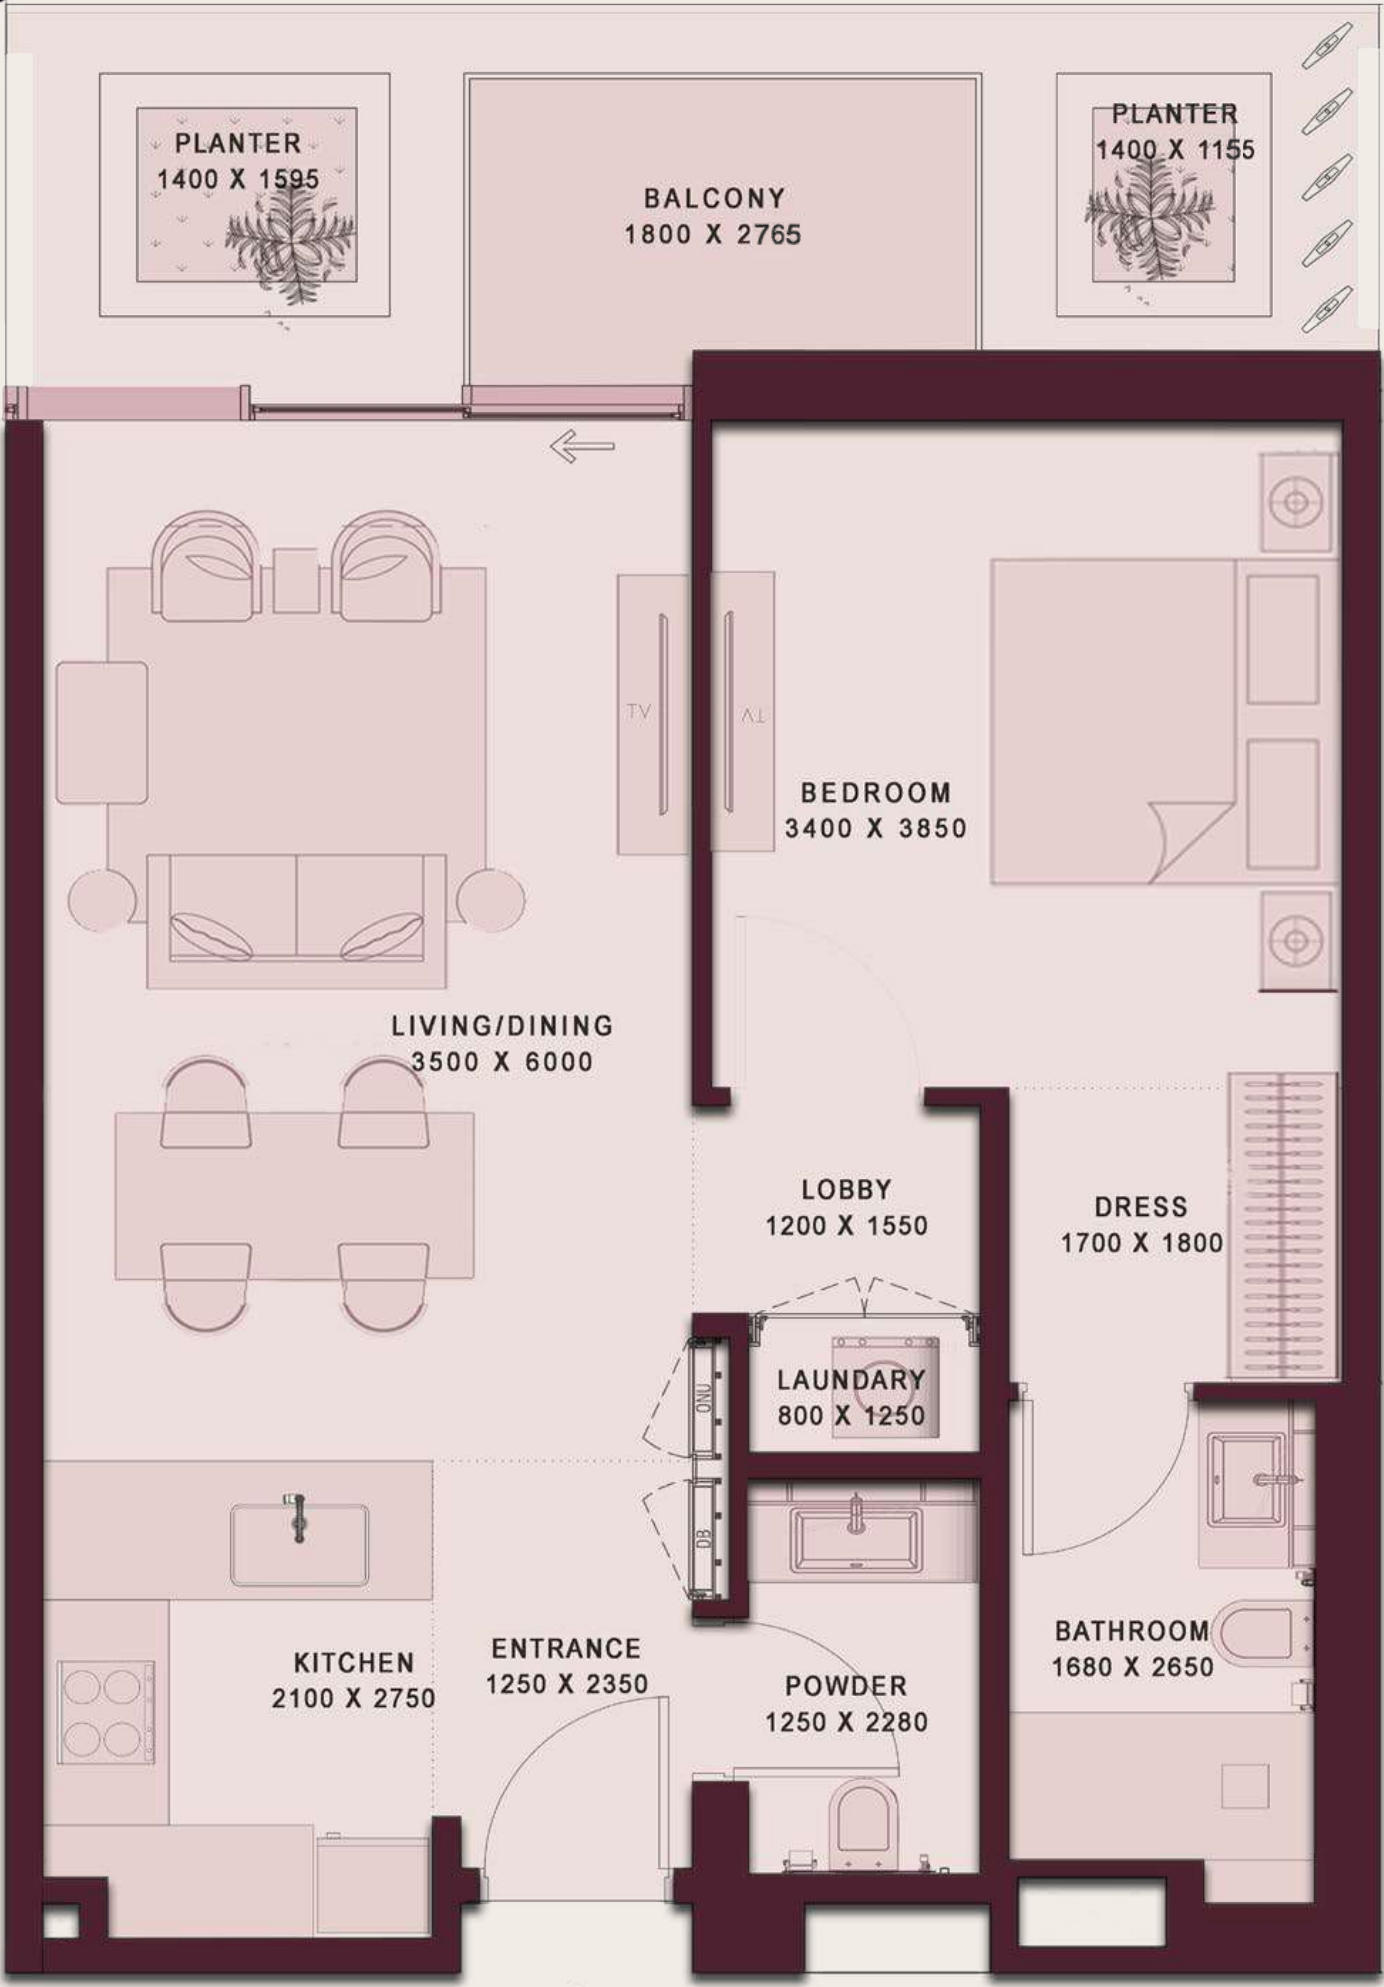 PLANTER
1400 X 1595
BALCONY
1800 X 2765
PLANTER
1400 X 1155
TV
TV
BEDROOM
3400 X 3850
LIVING/DINING
3500 X 6000
LOBBY
1200 X 1550
DRESS
1700 X 1800
LAUNDARY
800 X 1250
ONU
DB
KITCHEN
2100 X 2750
ENTRANCE
1250 X 2350
POWDER
1250 X 2280
BATHROOM
1680 X 2650